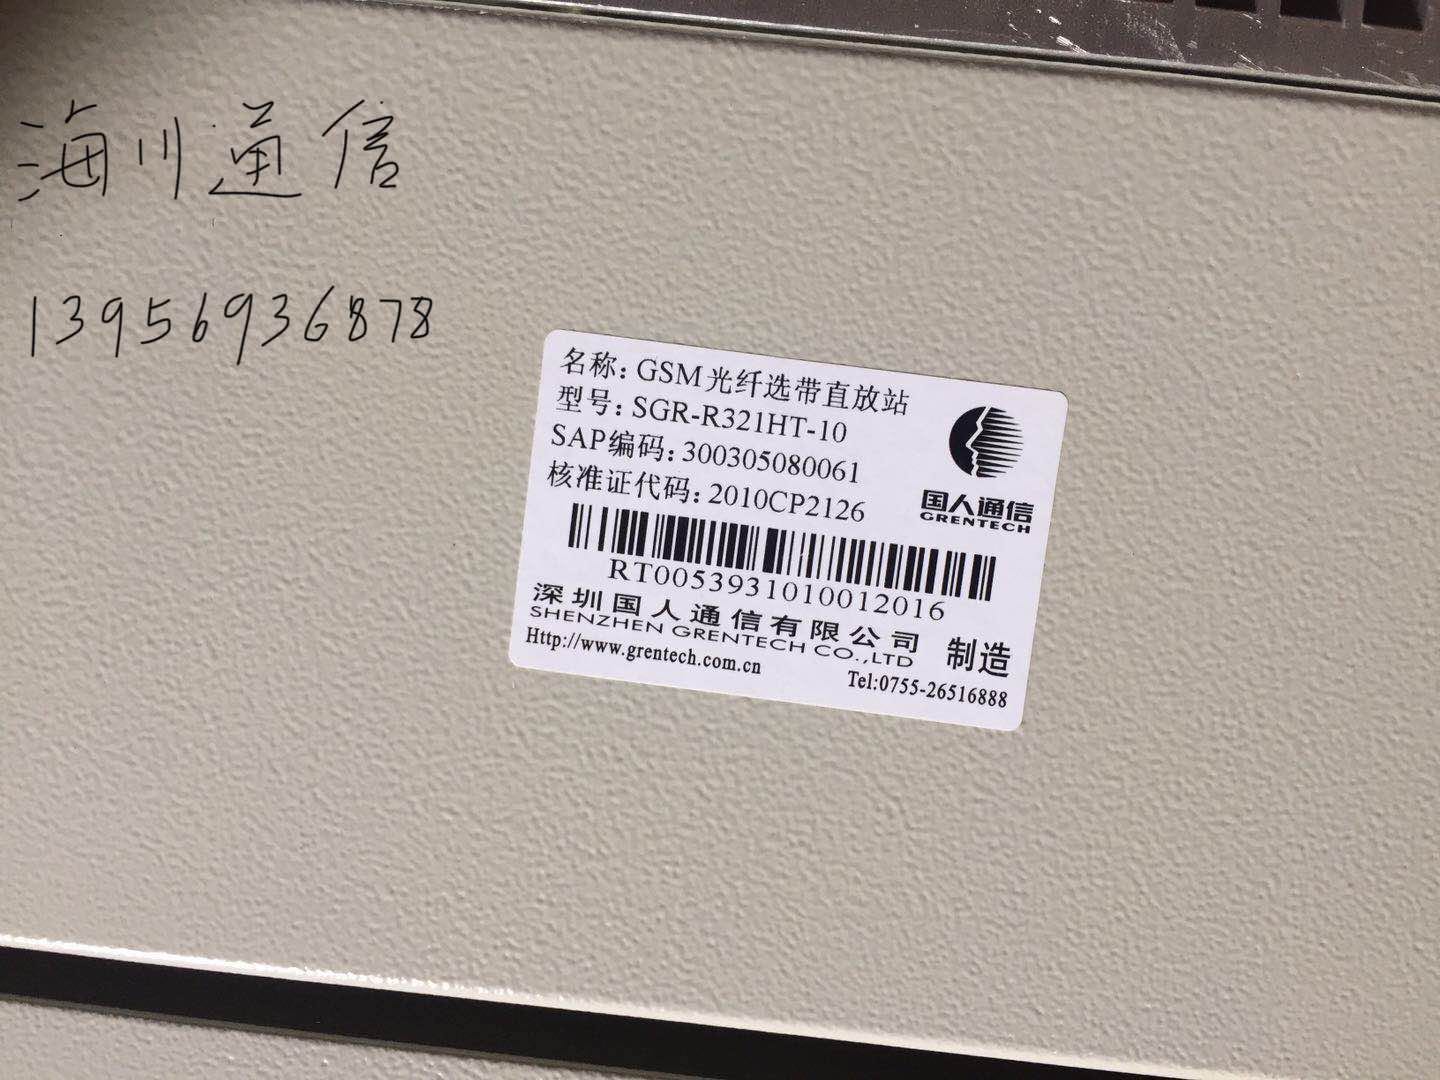 海川通信
13956936878
名称: GSM光纤选带直放站
型号: SGR-R321HT-10
SAP编码: 300305080061
核准证代码: 2010CP2126
国人通信
GRENTECH
RT0053931010012016
深圳国人通信有限公司 制造
SHENZHEN GRENTECH CO.,LTD
Http://www.grentech.com.cn
Tel:0755-26516888